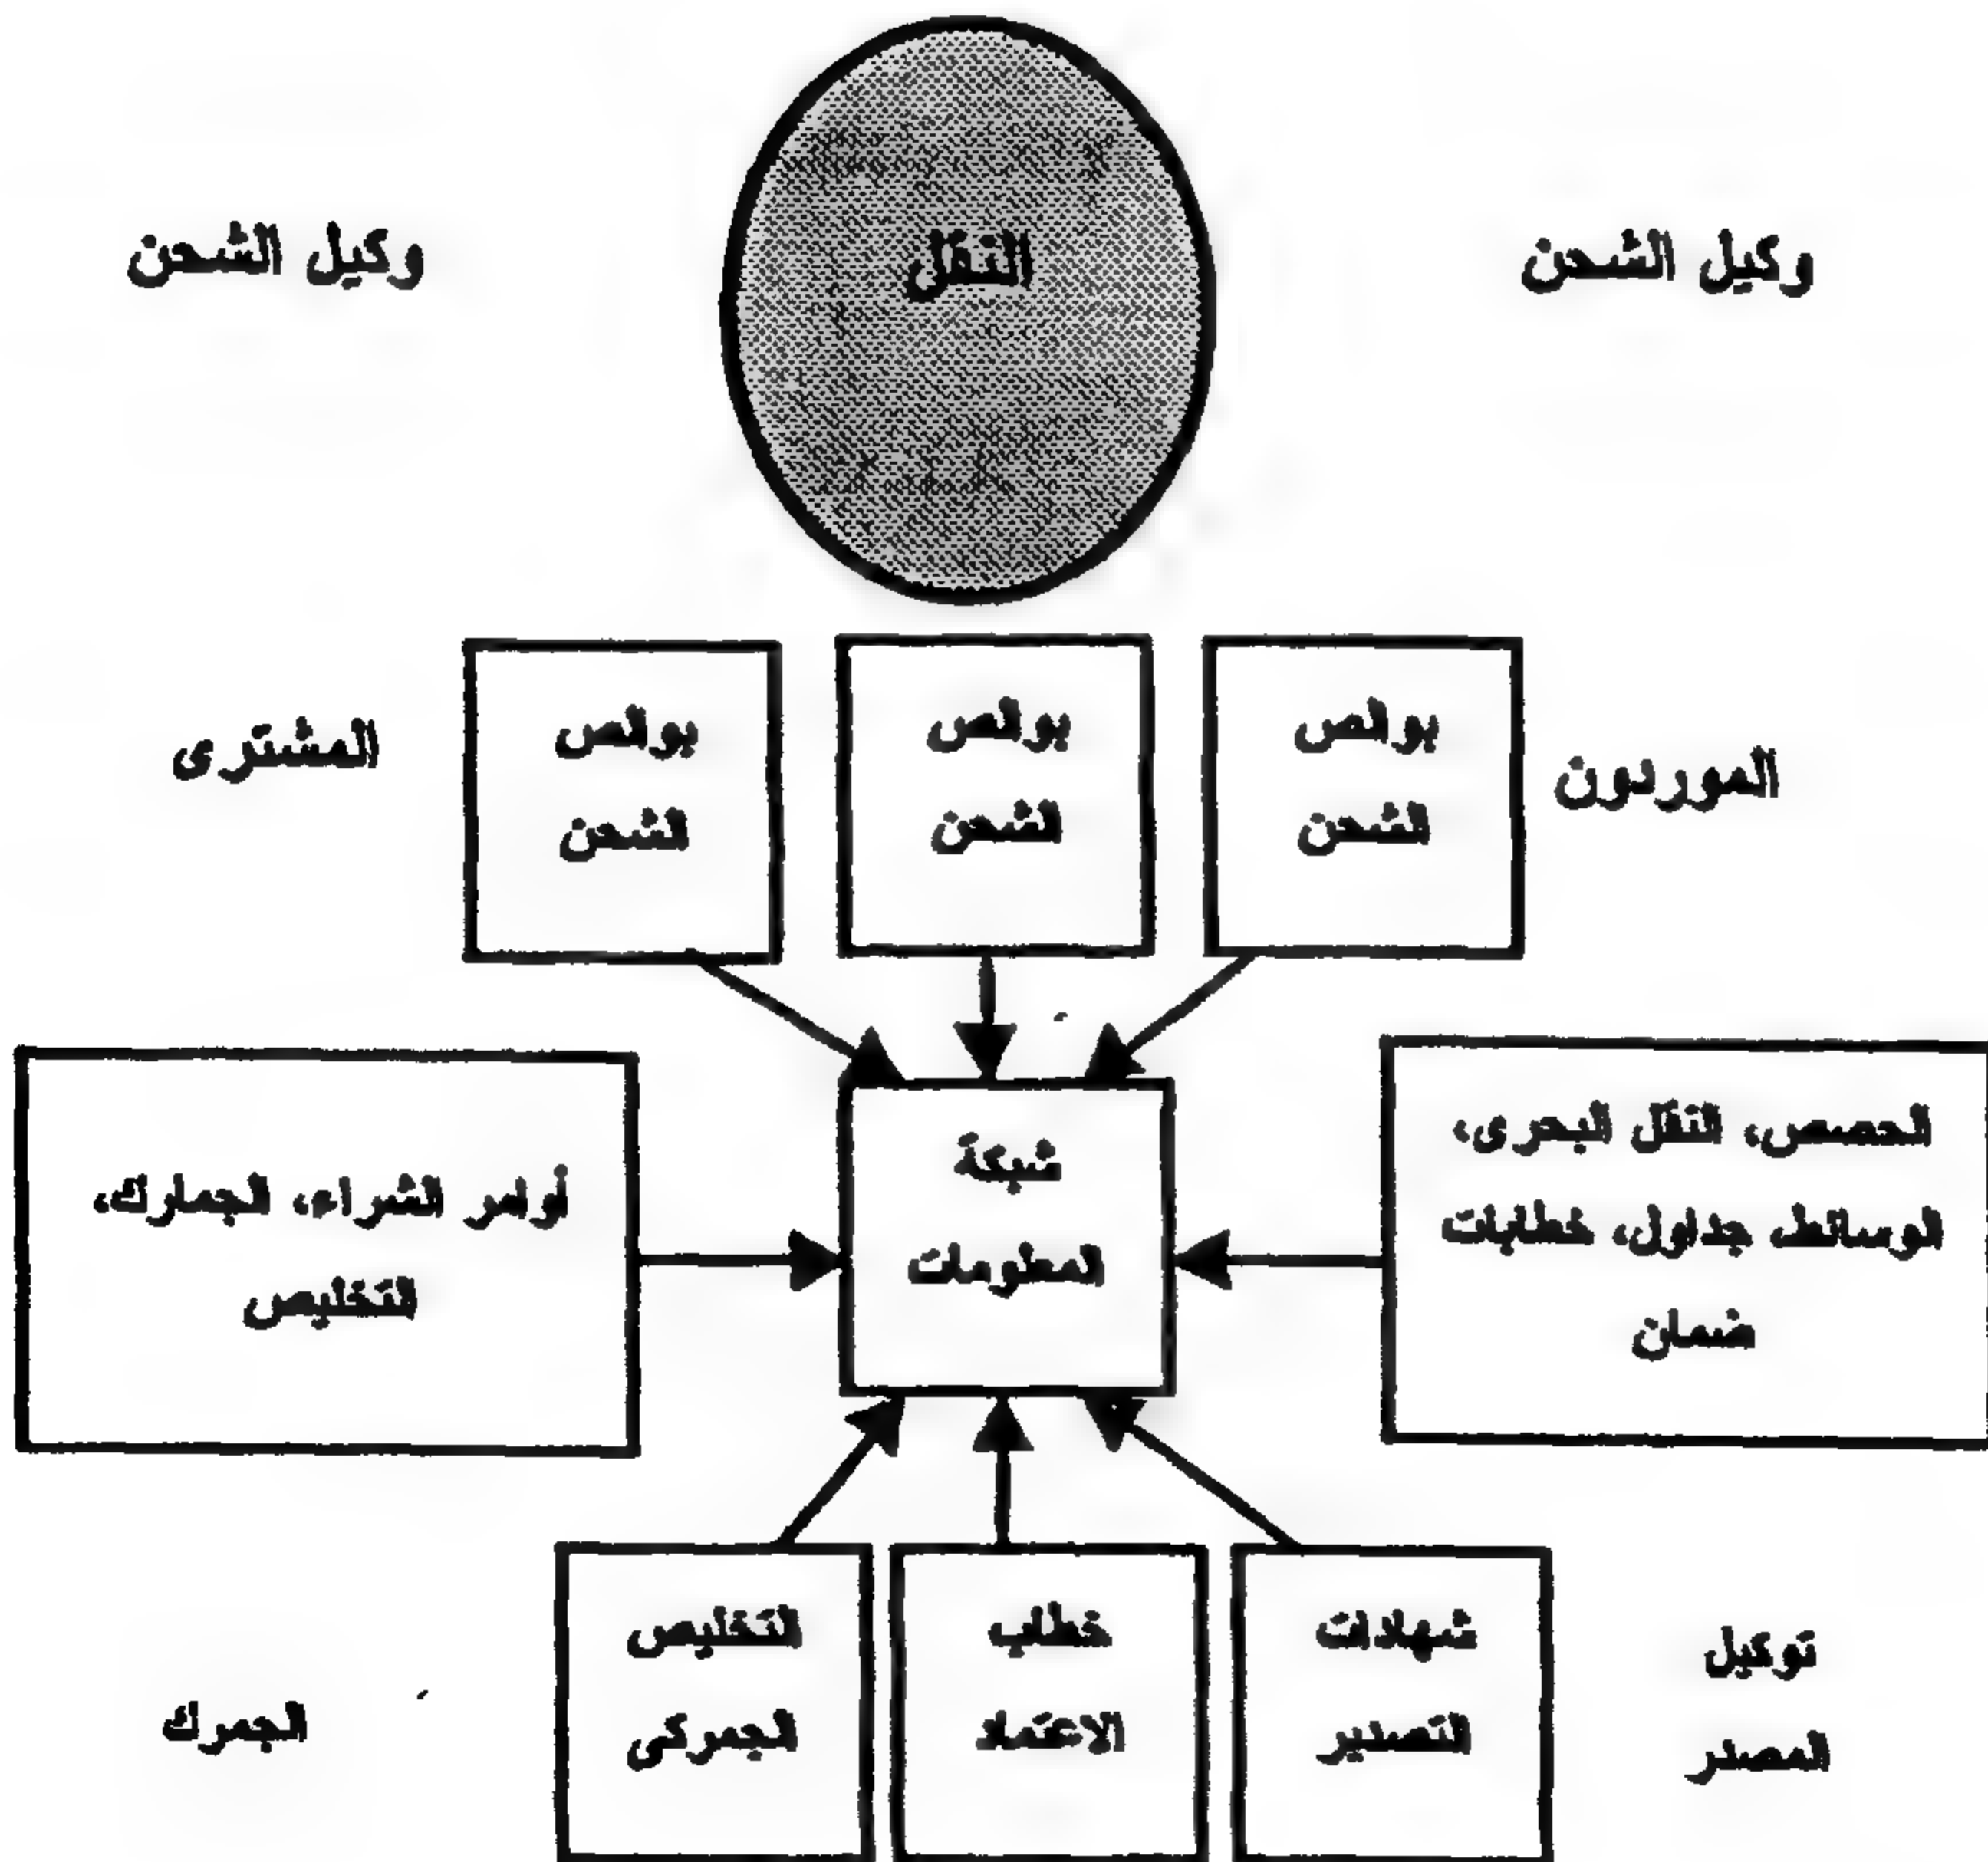 وكيل الشحن
النقل
وكيل الشحن
الموردون
بوالص
الشحن
بوالص
الشحن
بوالص
الشحن
المشترى
الحصص، النقل البحرى،
الوسائط جداول، خطابات
ضمان
شبكة
المعلومات
أوامر الشراء، الجمارك،
التخليص
توكيل
المصدر
شهادات
التصدير
خطاب
الاعتماد
التخليص
الجمركى
الجمرك